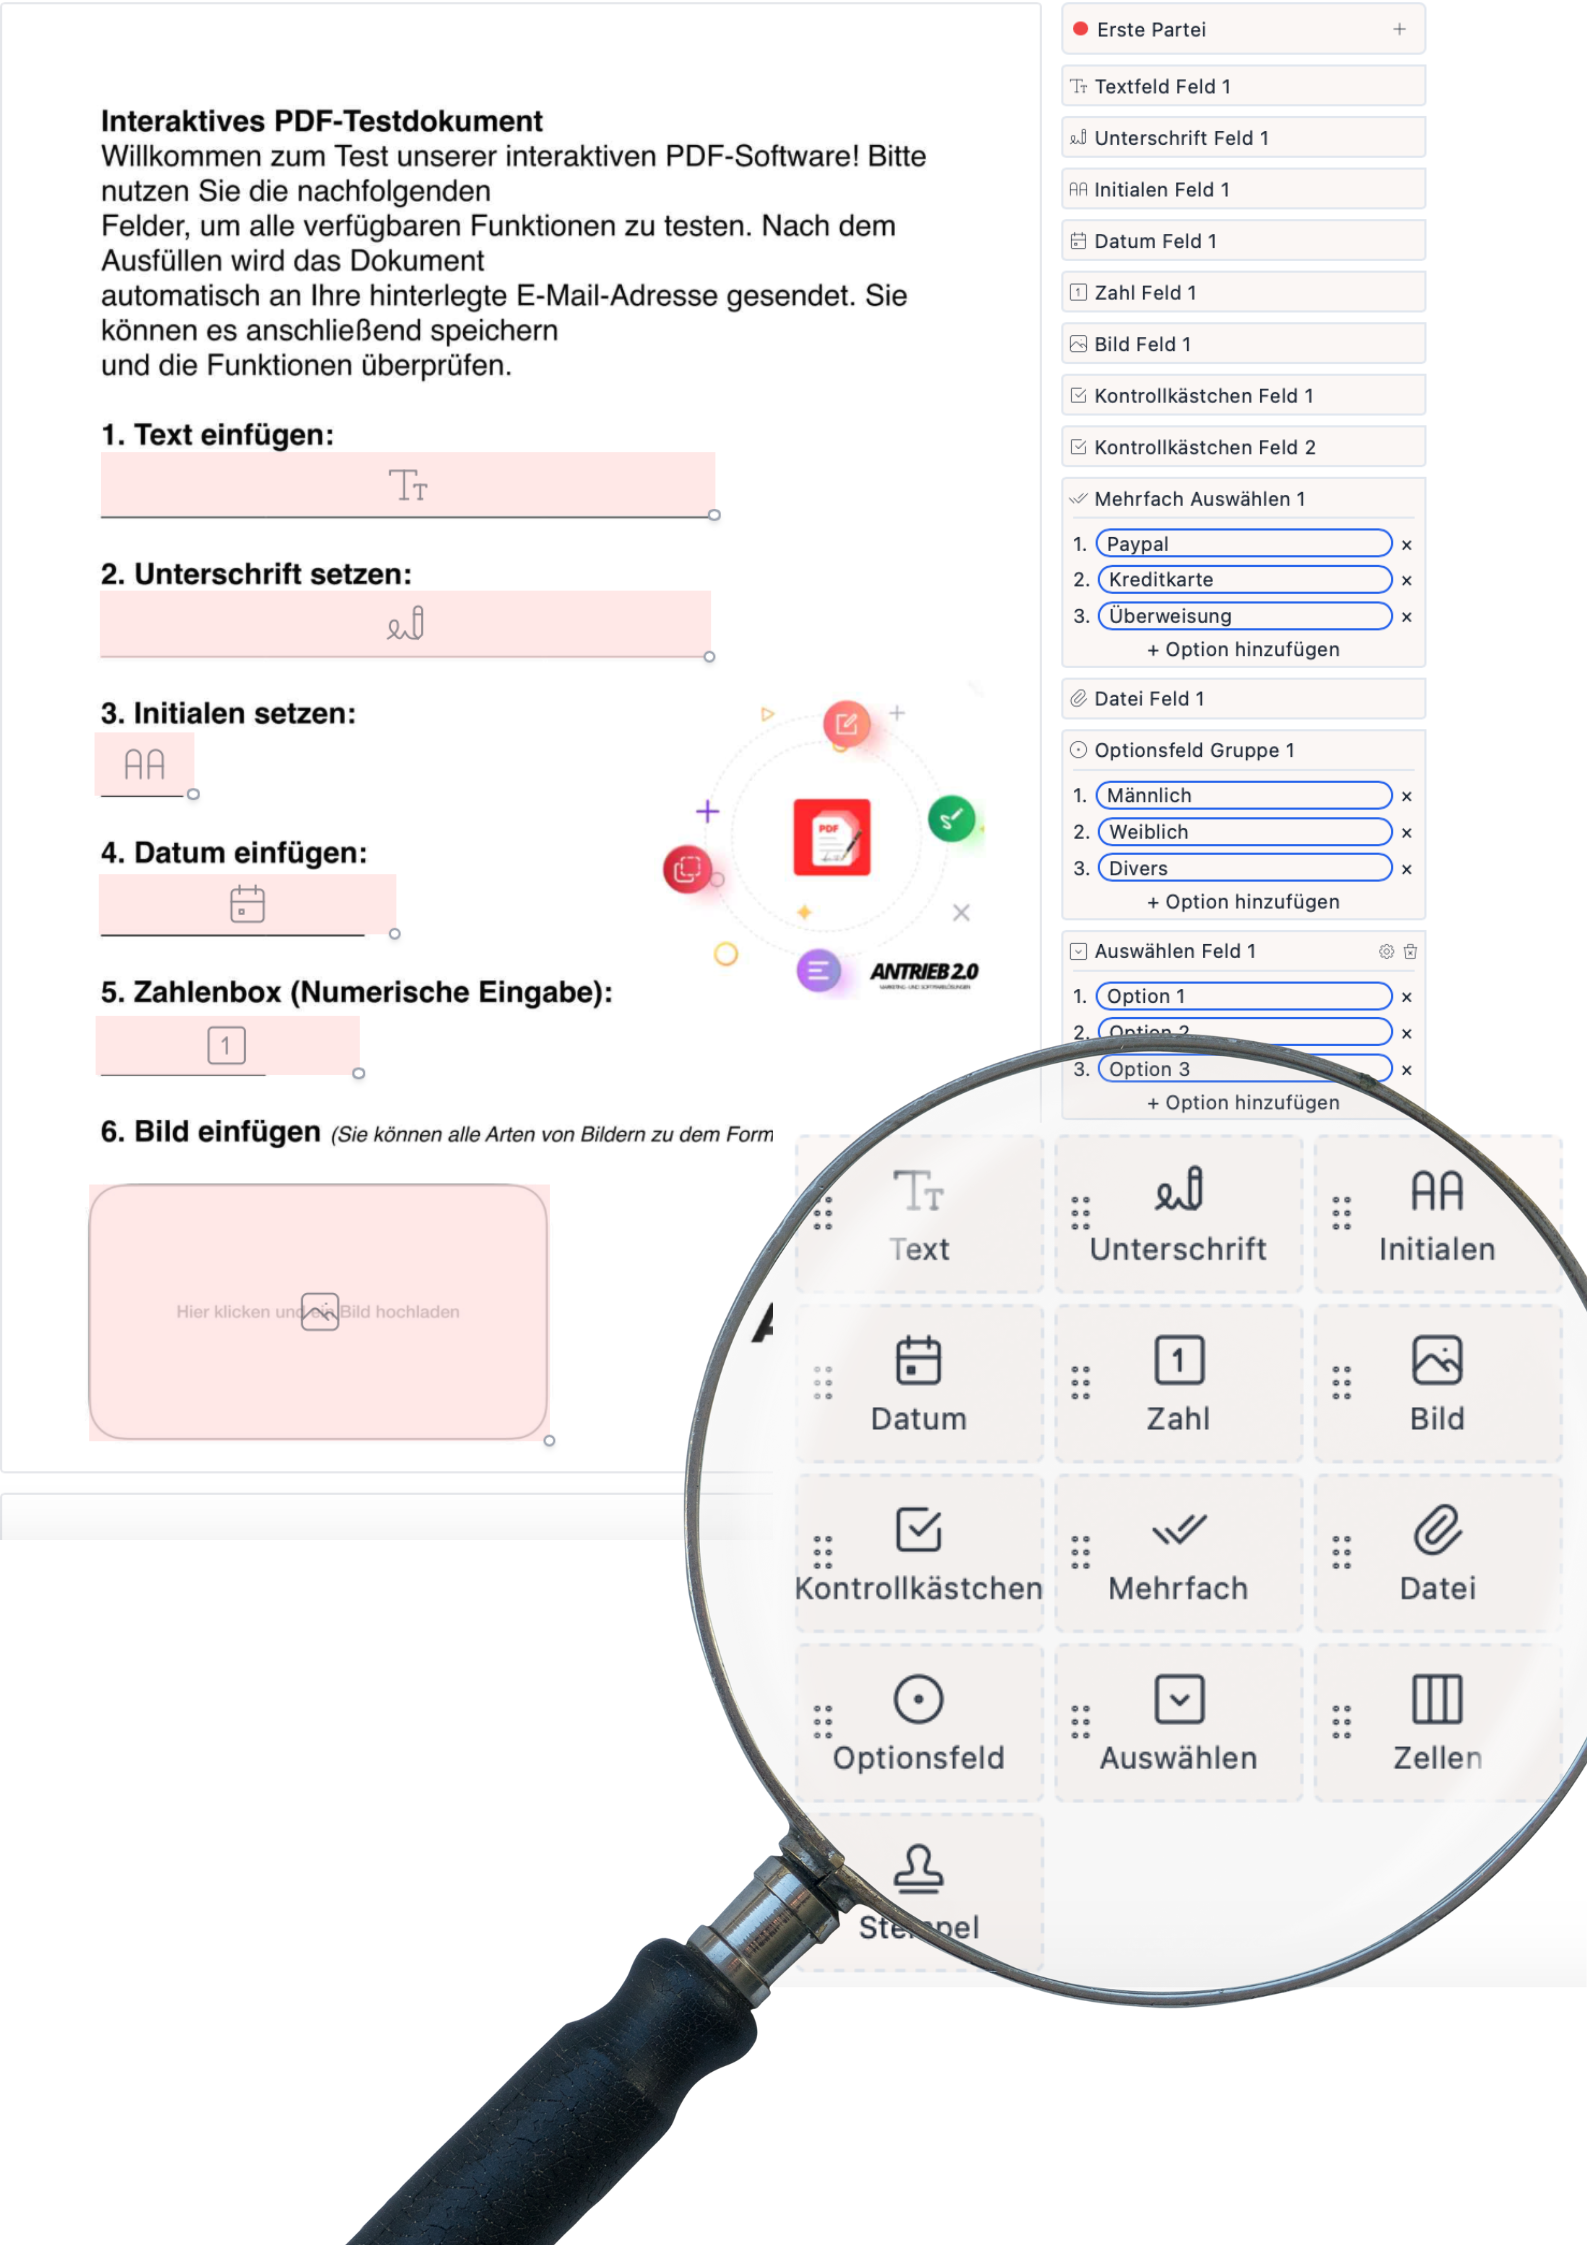 Interaktives PDF-Testdokument
Willkommen zum Test unserer interaktiven PDF-Software! Bitte
nutzen Sie die nachfolgenden
Felder, um alle verfügbaren Funktionen zu testen. Nach dem
Ausfüllen wird das Dokument
automatisch an Ihre hinterlegte E-Mail-Adresse gesendet. Sie
können es anschließend speichern
und die Funktionen überprüfen.
1. Text einfügen:
Tт
2. Unterschrift setzen:
3. Initialen setzen:
AA
4. Datum einfügen:
5. Zahlenbox (Numerische Eingabe):
1
6. Bild einfügen (Sie können alle Arten von Bildern zu dem Form
Hier klicken und ein Bild hochladen
PDF
ANTRIEB 2.0
MARKETING- UND SOFTWARELÖSUNGEN
Erste Partei +
Textfeld Feld 1
Unterschrift Feld 1
AA Initialen Feld 1
Datum Feld 1
1 Zahl Feld 1
Bild Feld 1
Kontrollkästchen Feld 1
Kontrollkästchen Feld 2
Mehrfach Auswählen 1
1. Paypal ×
2. Kreditkarte ×
3. Überweisung ×
+ Option hinzufügen
Datei Feld 1
Optionsfeld Gruppe 1
1. Männlich ×
2. Weiblich ×
3. Divers ×
+ Option hinzufügen
Auswählen Feld 1
1. Option 1 ×
2. Option 2 ×
3. Option 3 ×
+ Option hinzufügen
Text
Unterschrift
AA
Initialen
Datum
1
Zahl
Bild
Kontrollkästchen
Mehrfach
Datei
Optionsfeld
Auswählen
Zellen
Stempel